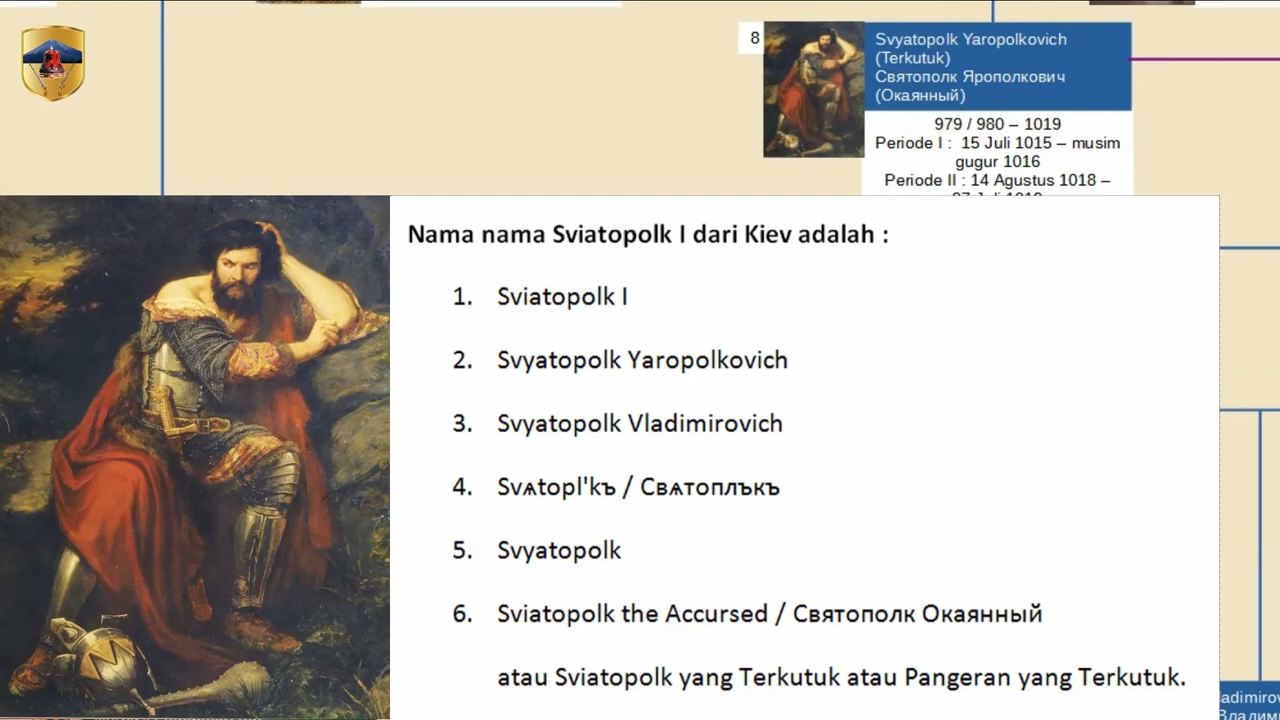 8
Svyatopolk Yaropolkovich
(Terkutuk)
Святополк Ярополкович
(Окаянный)
979 / 980 – 1019
Periode I : 15 Juli 1015 – musim
gugur 1016
Periode II : 14 Agustus 1018 –
Nama nama Sviatopolk I dari Kiev adalah :
1. Sviatopolk I
2. Svyatopolk Yaropolkovich
3. Svyatopolk Vladimirovich
4. Svѧtopl'kъ / Свѧтоплъкъ
5. Svyatopolk
6. Sviatopolk the Accursed / Святополк Окаянный
atau Sviatopolk yang Terkutuk atau Pangeran yang Terkutuk.